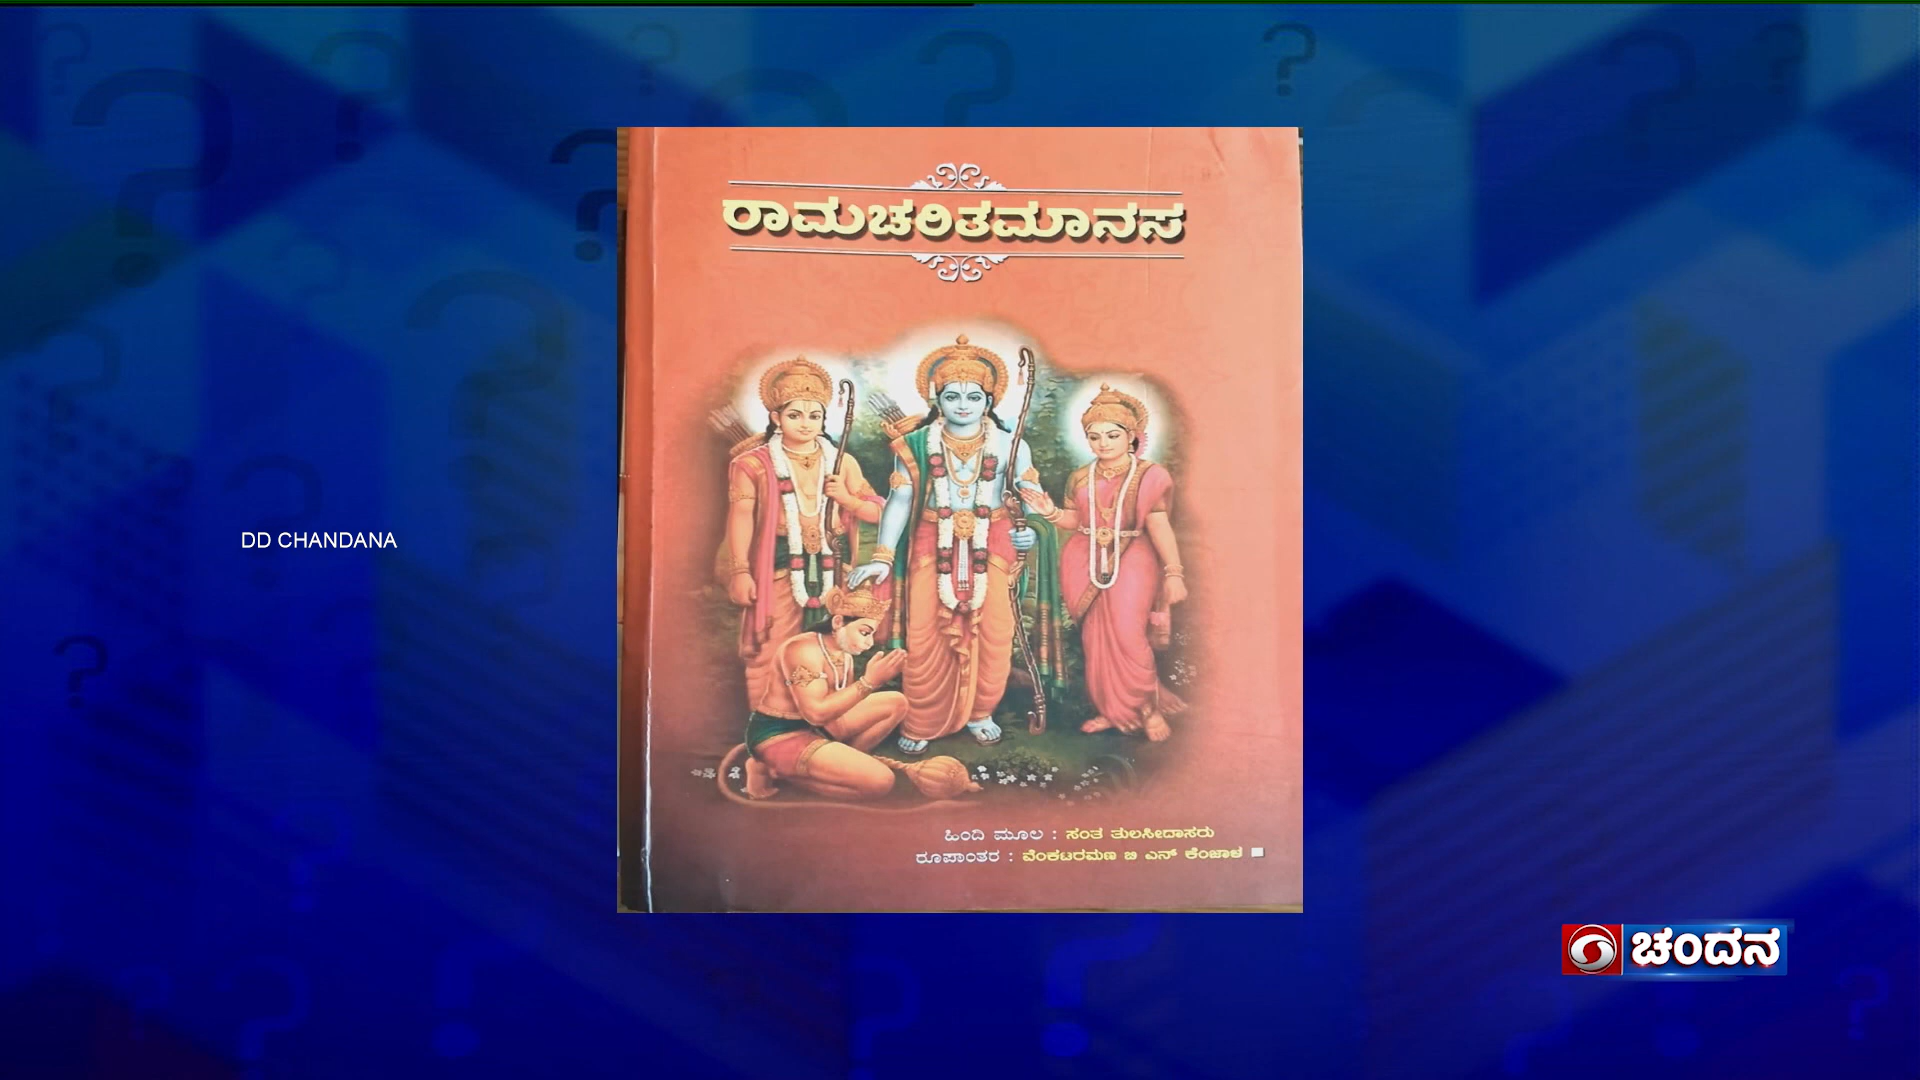 ರಾಮಚರಿತಮಾನಸ
DD CHANDANA
ಹಿಂದಿ ಮೂಲ : ಸಂತ ತುಲಸೀದಾಸರು
ರೂಪಾಂತರ : ವೆಂಕಟರಮಣ ಬಿ ಎನ್ ಕೆಂಜಾಳ
ಚಂದನ